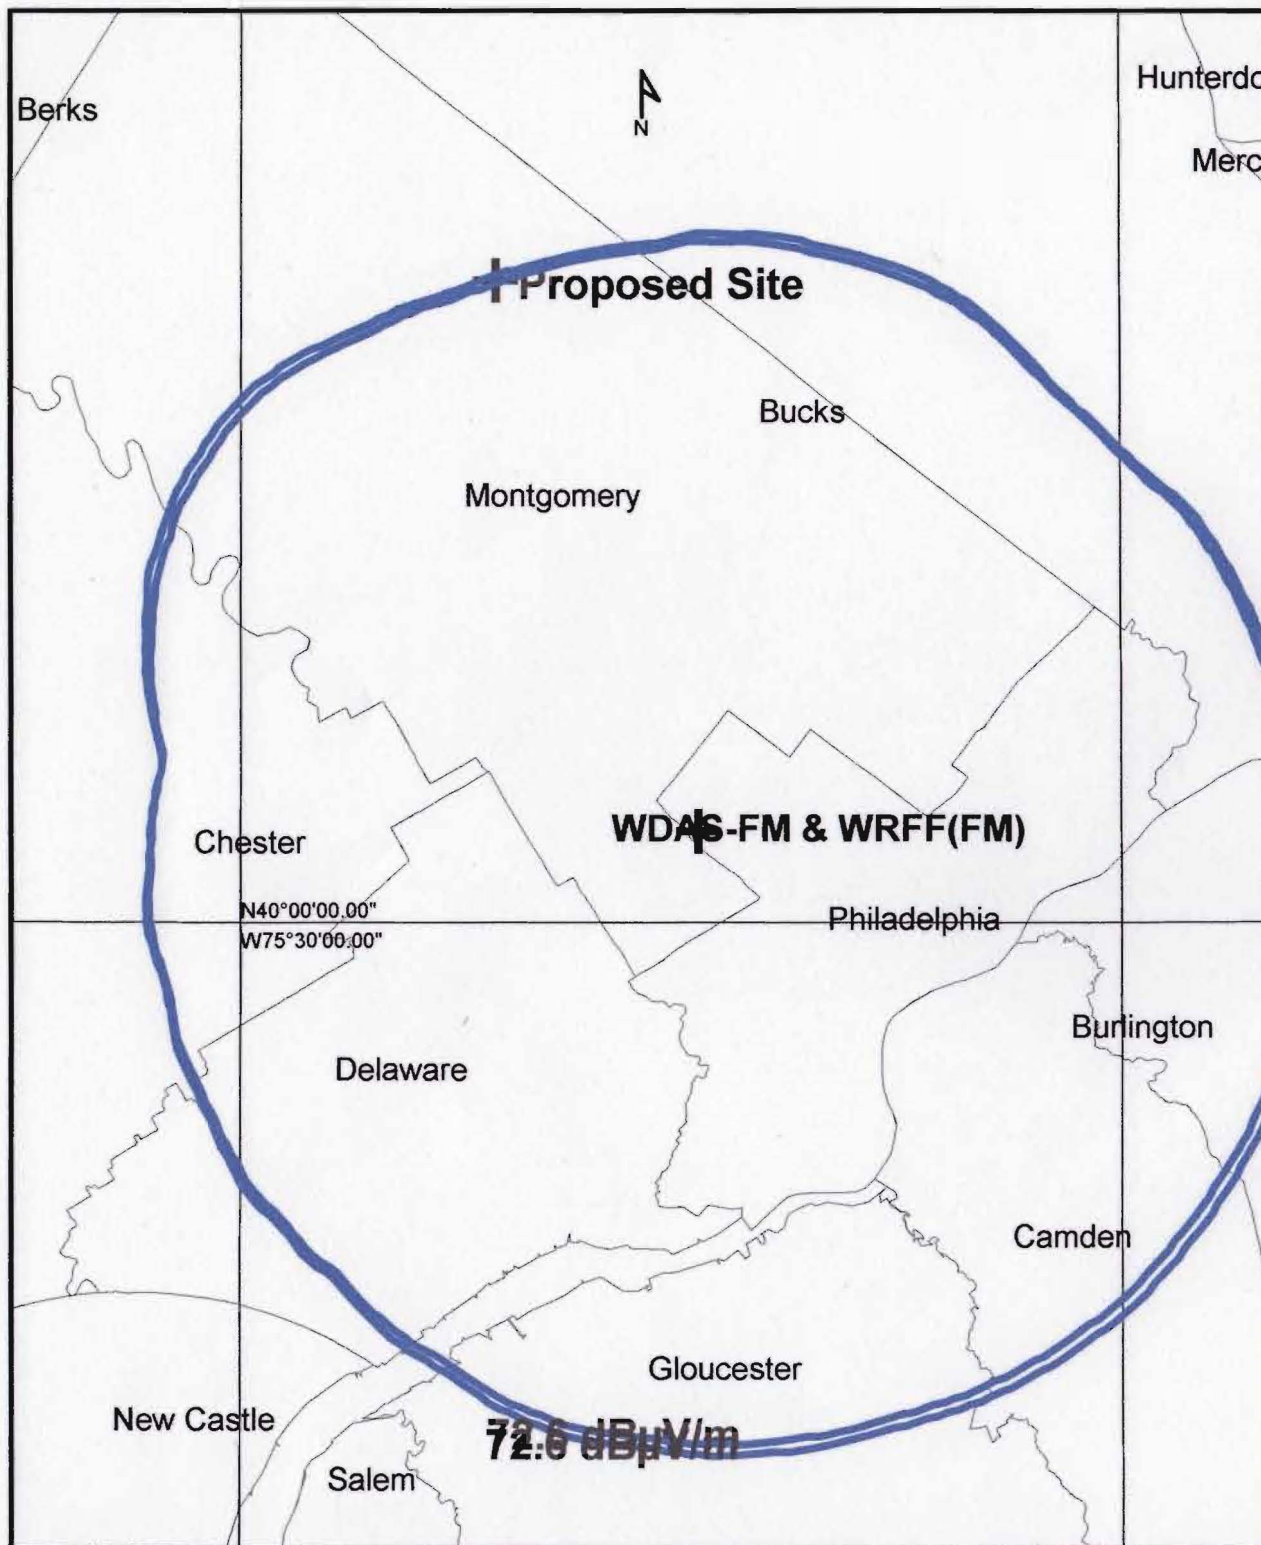 Hunterdo
Berks
N
Merc
Proposed Site
Bucks
Montgomery
WDAS-FM & WRFF(FM)
Chester
N40°00'00.00"
Philadelphia
W75°30'00.00"
Burlington
Delaware
Camden
Gloucester
New Castle
dBµV/m
Salem